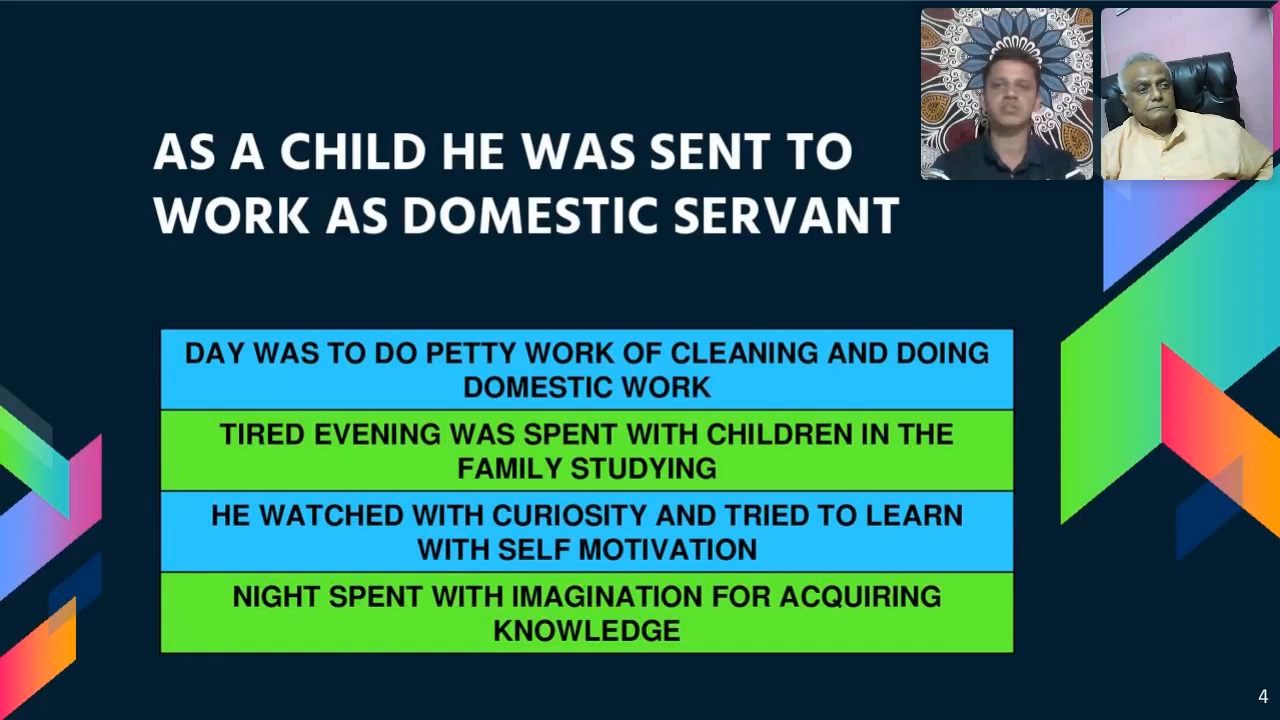 AS A CHILD HE WAS SENT TO
WORK AS DOMESTIC SERVANT
DAY WAS TO DO PETTY WORK OF CLEANING AND DOING
DOMESTIC WORK
TIRED EVENING WAS SPENT WITH CHILDREN IN THE
FAMILY STUDYING
HE WATCHED WITH CURIOSITY AND TRIED TO LEARN
WITH SELF MOTIVATION
NIGHT SPENT WITH IMAGINATION FOR ACQUIRING
KNOWLEDGE
4